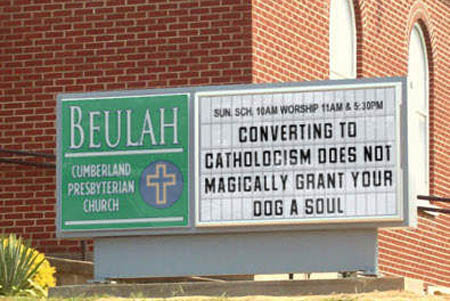 BEULAH
CUMBERLAND
PRESBYTERIAN
CHURCH
SUN. SCH. 10AM WORSHIP 11AM & 5:30PM
CONVERTING TO
CATHOLOCISM DOES NOT
MAGICALLY GRANT YOUR
DOG A SOUL